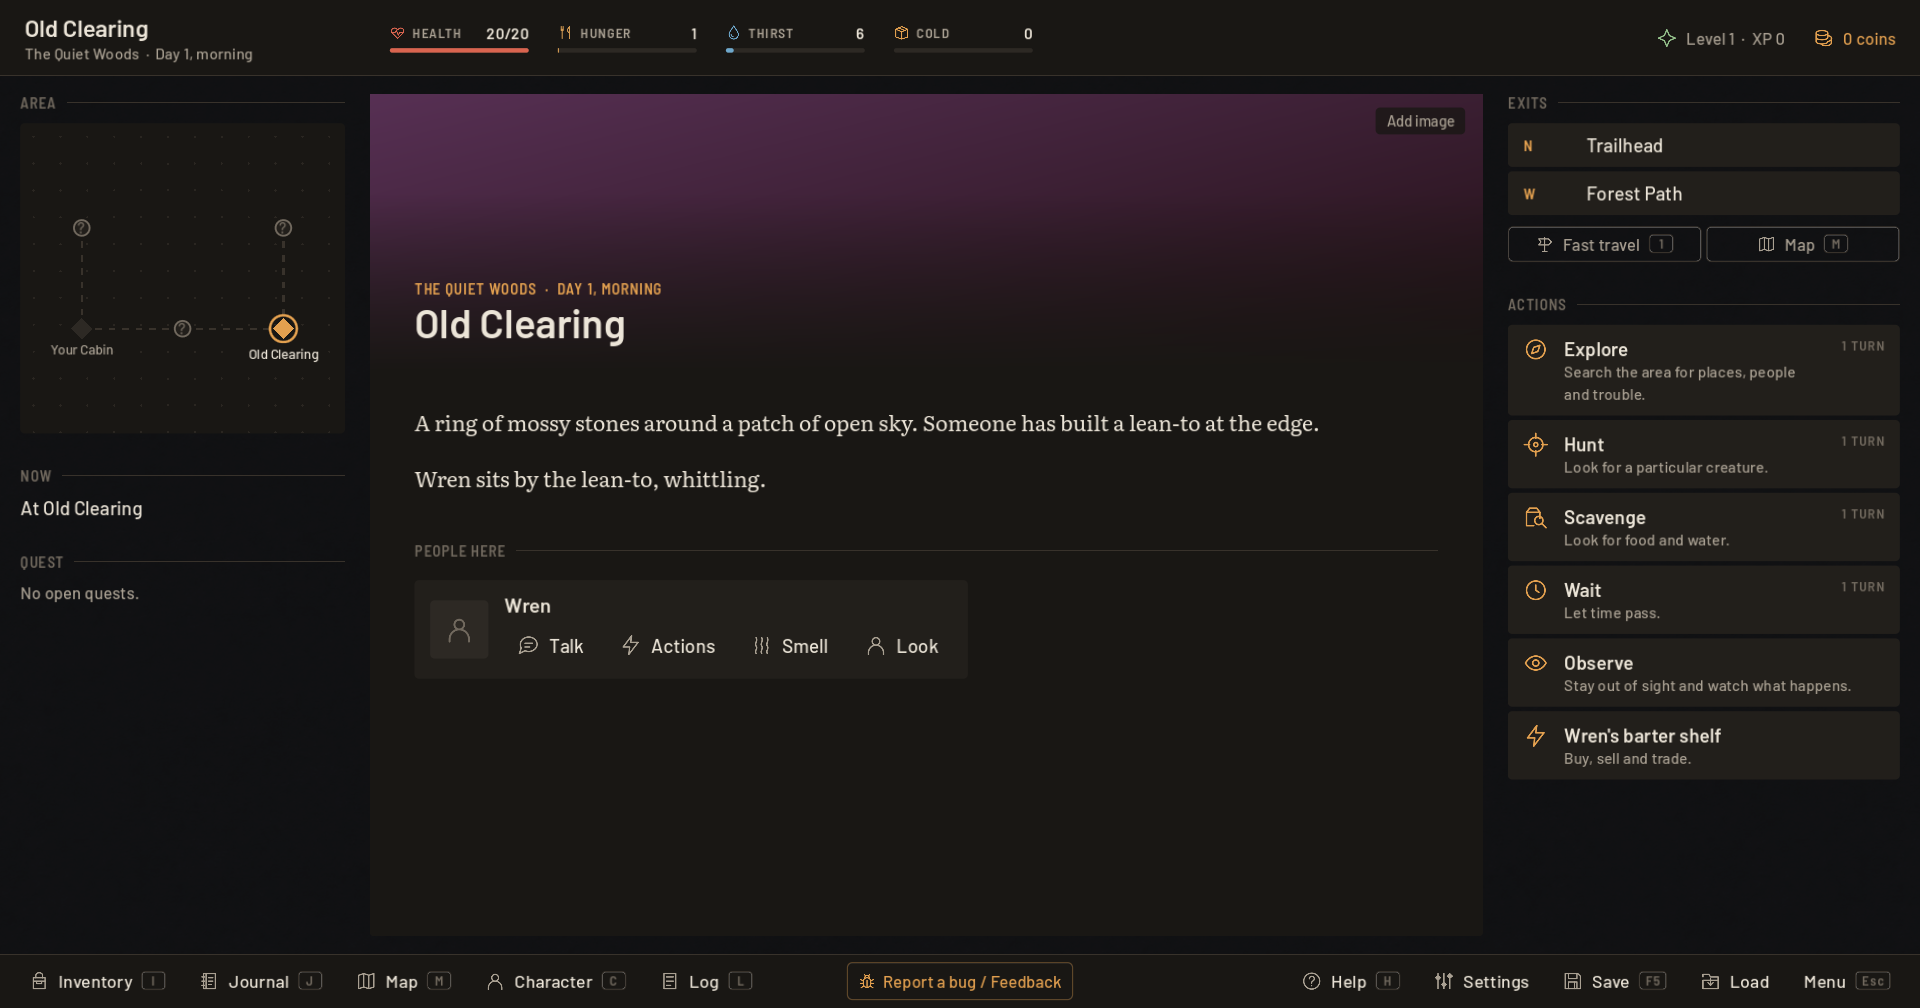 Old Clearing
The Quiet Woods · Day 1, morning
HEALTH 20/20
HUNGER 1
THIRST 6
COLD 0
Level 1 · XP 0
0 coins
AREA
?
?
?
Your Cabin
Old Clearing
NOW
At Old Clearing
QUEST
No open quests.
Add image
THE QUIET WOODS · DAY 1, MORNING
Old Clearing
A ring of mossy stones around a patch of open sky. Someone has built a lean-to at the edge.
Wren sits by the lean-to, whittling.
PEOPLE HERE
Wren
Talk Actions Smell Look
EXITS
N Trailhead
W Forest Path
Fast travel 1
Map M
ACTIONS
Explore 1 TURN
Search the area for places, people
and trouble.
Hunt 1 TURN
Look for a particular creature.
Scavenge 1 TURN
Look for food and water.
Wait 1 TURN
Let time pass.
Observe
Stay out of sight and watch what happens.
Wren's barter shelf
Buy, sell and trade.
Inventory I
Journal J
Map M
Character C
Log L
Report a bug / Feedback
Help H
Settings
Save F5
Load
Menu Esc